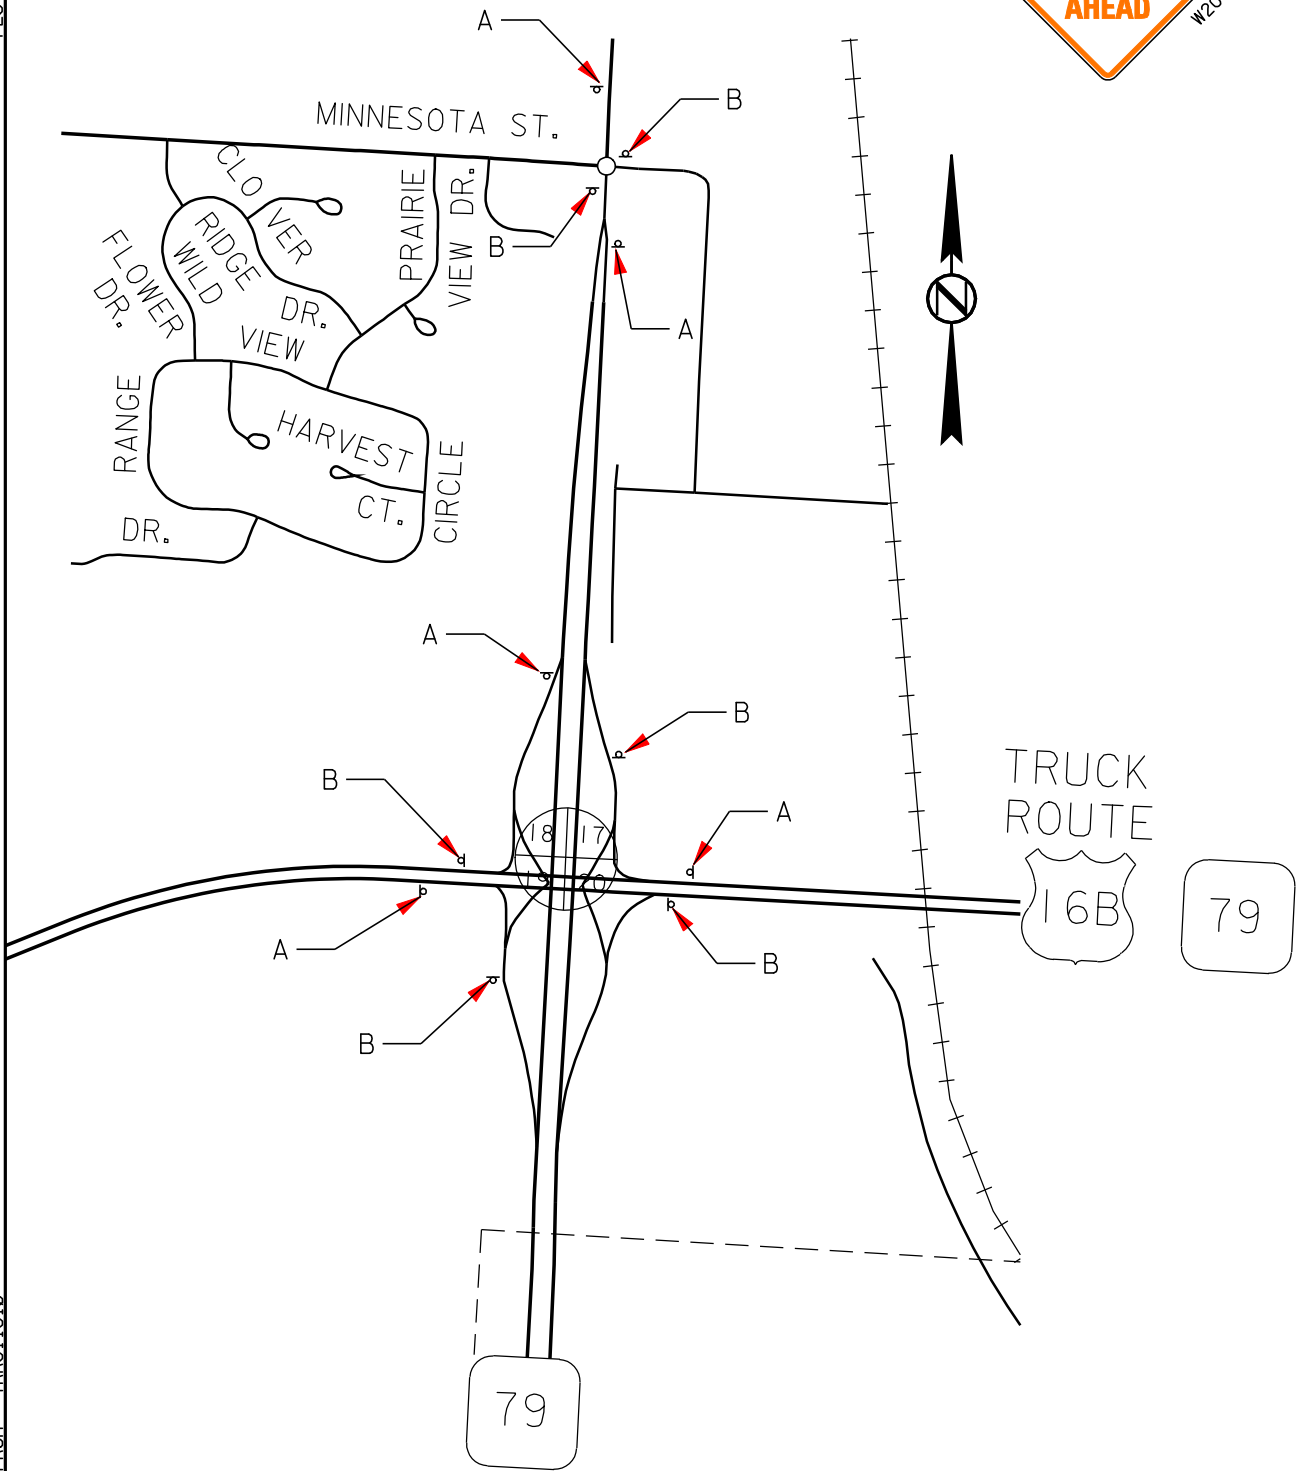 AHEAD
W20
A
B
MINNESOTA ST.
CLO
VER
RIDGE
DR.
WILD
FLOWER
DR.
PRAIRIE
VIEW DR.
B
A
VIEW
RANGE
HARVEST
CT.
CIRCLE
DR.
N
A
B
B
A
18 17
19 20
A
B
B
TRUCK
ROUTE
16B
79
79